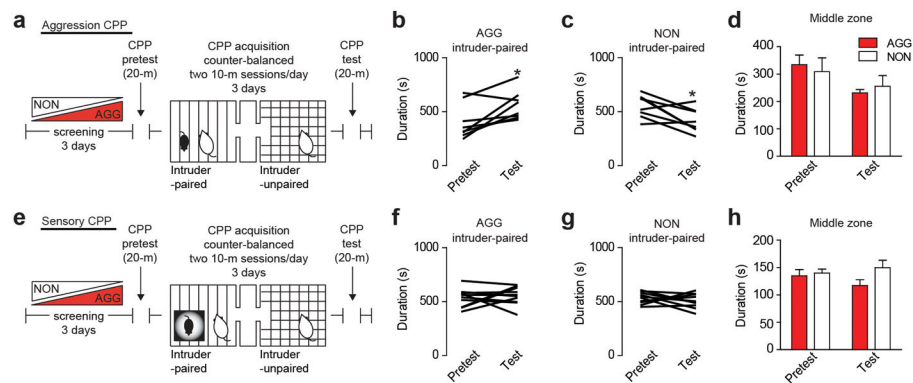 a
Aggression CPP
CPP
pretest
(20-m)
CPP acquisition
counter-balanced
two 10-m sessions/day
3 days
CPP
test
(20-m)
NON
AGG
screening
3 days
Intruder
-paired
Intruder
-unpaired
b
AGG
intruder-paired
Duration (s)
1000
500
0
*
Pretest
Test
c
NON
intruder-paired
Duration (s)
1000
500
0
*
Pretest
Test
d
Middle zone
AGG
NON
Duration (s)
400
300
200
100
0
Pretest
Test
e
Sensory CPP
CPP
pretest
(20-m)
CPP acquisition
counter-balanced
two 10-m sessions/day
3 days
CPP
test
(20-m)
NON
AGG
screening
3 days
Intruder
-paired
Intruder
-unpaired
f
AGG
intruder-paired
Duration (s)
1000
500
0
Pretest
Test
g
NON
intruder-paired
Duration (s)
1000
500
0
Pretest
Test
h
Middle zone
Duration (s)
200
150
100
50
0
Pretest
Test